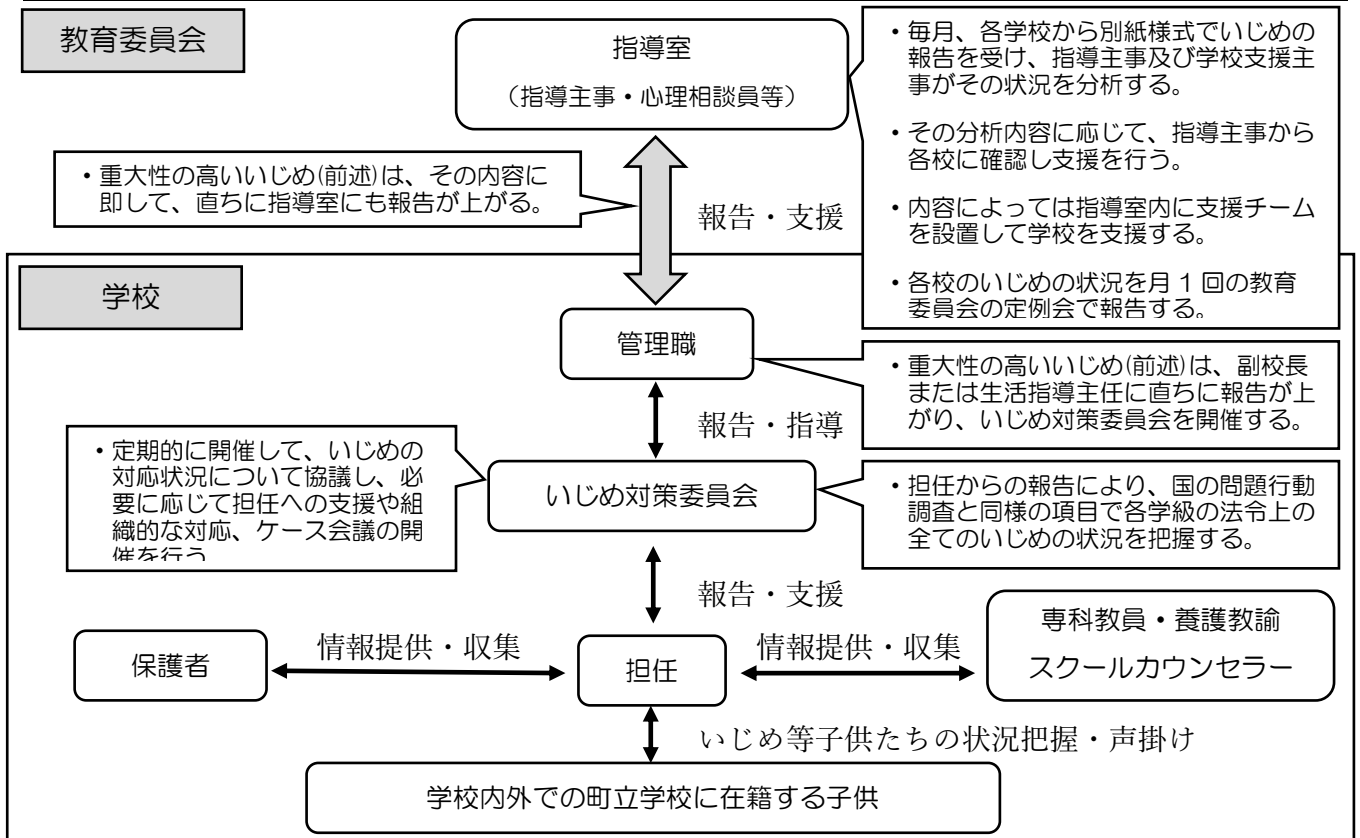 教育委員会
指導室
（指導主事・心理相談員等）
・毎月、各学校から別紙様式でいじめの
報告を受け、指導主事及び学校支援主
事がその状況を分析する。
・その分析内容に応じて、指導主事から
各校に確認し支援を行う。
・内容によっては指導室内に支援チーム
を設置して学校を支援する。
・各校のいじめの状況を月１回の教育
委員会の定例会で報告する。
・重大性の高いいじめ(前述)は、その内容に
即して、直ちに指導室にも報告が上がる。
報告・支援
学校
管理職
・重大性の高いいじめ(前述)は、副校長
または生活指導主任に直ちに報告が上
がり、いじめ対策委員会を開催する。
報告・指導
・定期的に開催して、いじめの
対応状況について協議し、必
要に応じて担任への支援や組
織的な対応、ケース会議の開
催を行う
いじめ対策委員会
・担任からの報告により、国の問題行動
調査と同様の項目で各学級の法令上の
全てのいじめの状況を把握する。
報告・支援
保護者
情報提供・収集
担任
情報提供・収集
専科教員・養護教諭
スクールカウンセラー
いじめ等子供たちの状況把握・声掛け
学校内外での町立学校に在籍する子供